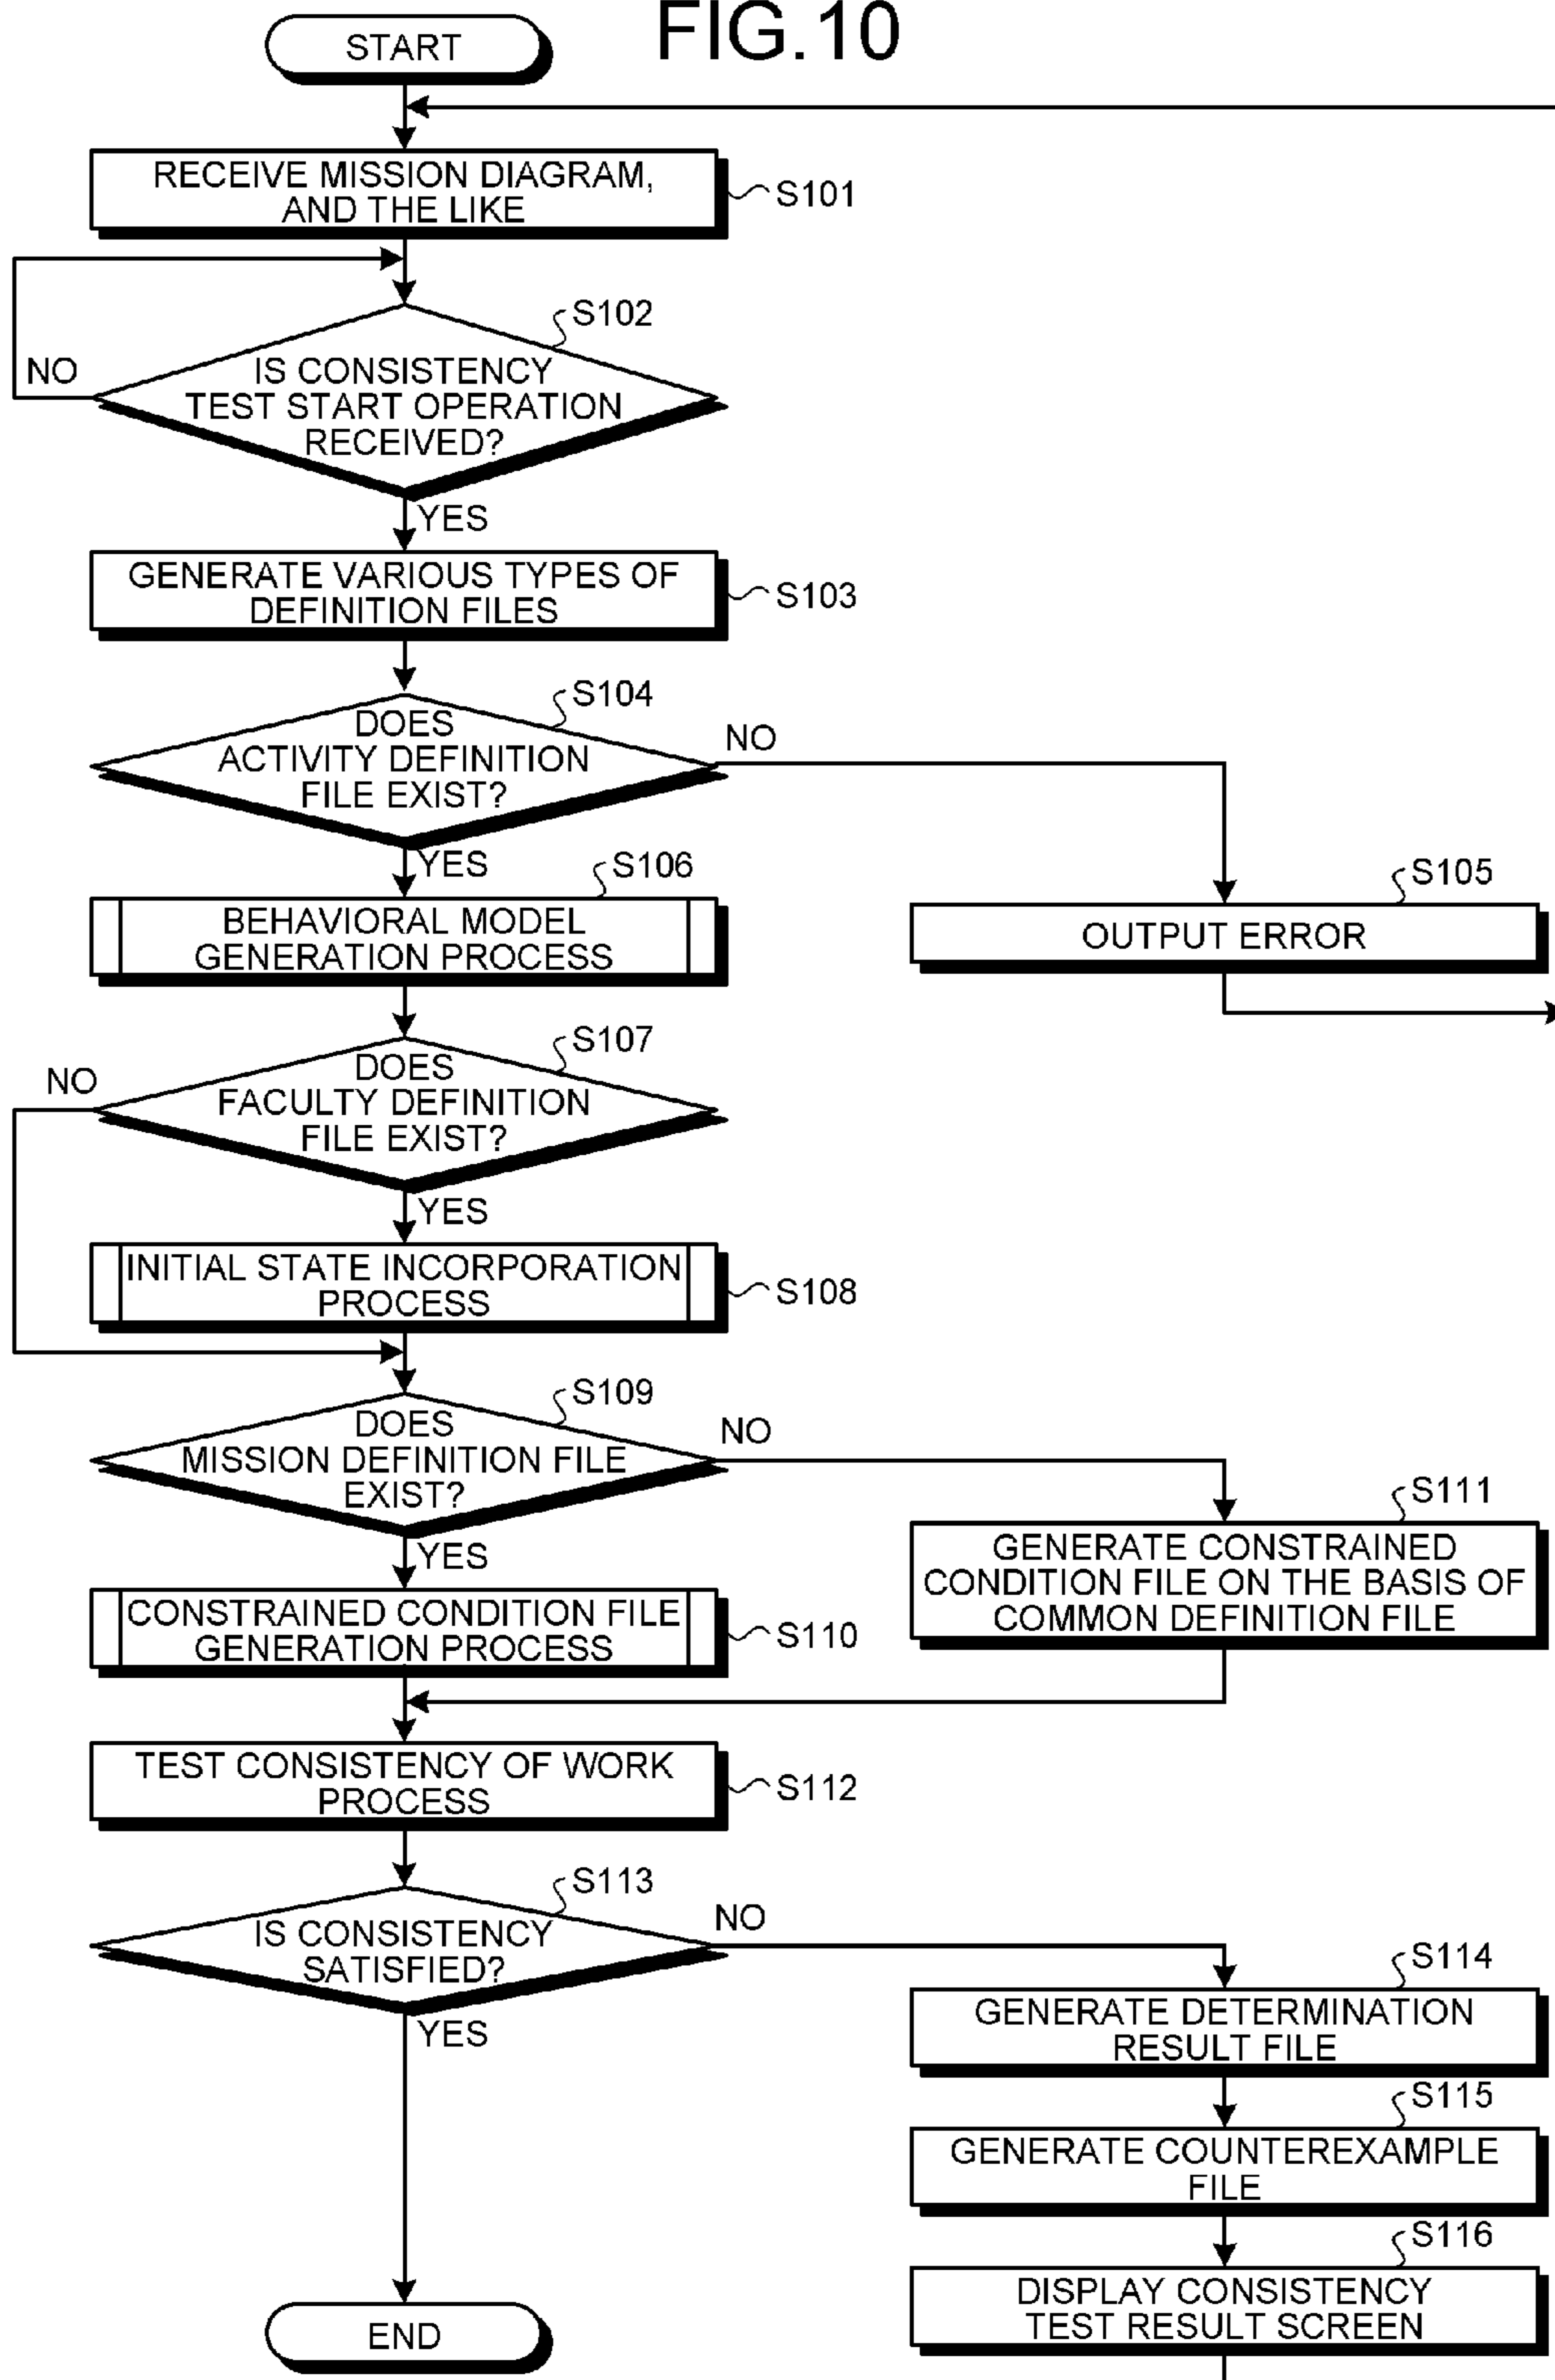 FIG.10
START
RECEIVE MISSION DIAGRAM,
AND THE LIKE
S101
S102
NO
IS CONSISTENCY
TEST START OPERATION
RECEIVED?
YES
GENERATE VARIOUS TYPES OF
DEFINITION FILES
S103
S104
DOES
ACTIVITY DEFINITION
FILE EXIST?
NO
YES
S105
OUTPUT ERROR
S106
BEHAVIORAL MODEL
GENERATION PROCESS
S107
NO
DOES
FACULTY DEFINITION
FILE EXIST?
YES
INITIAL STATE INCORPORATION
PROCESS
S108
S109
DOES
MISSION DEFINITION FILE
EXIST?
NO
YES
S111
GENERATE CONSTRAINED
CONDITION FILE ON THE BASIS OF
COMMON DEFINITION FILE
CONSTRAINED CONDITION FILE
GENERATION PROCESS
S110
TEST CONSISTENCY OF WORK
PROCESS
S112
S113
IS CONSISTENCY
SATISFIED?
NO
YES
S114
GENERATE DETERMINATION
RESULT FILE
S115
GENERATE COUNTEREXAMPLE
FILE
S116
DISPLAY CONSISTENCY
TEST RESULT SCREEN
END